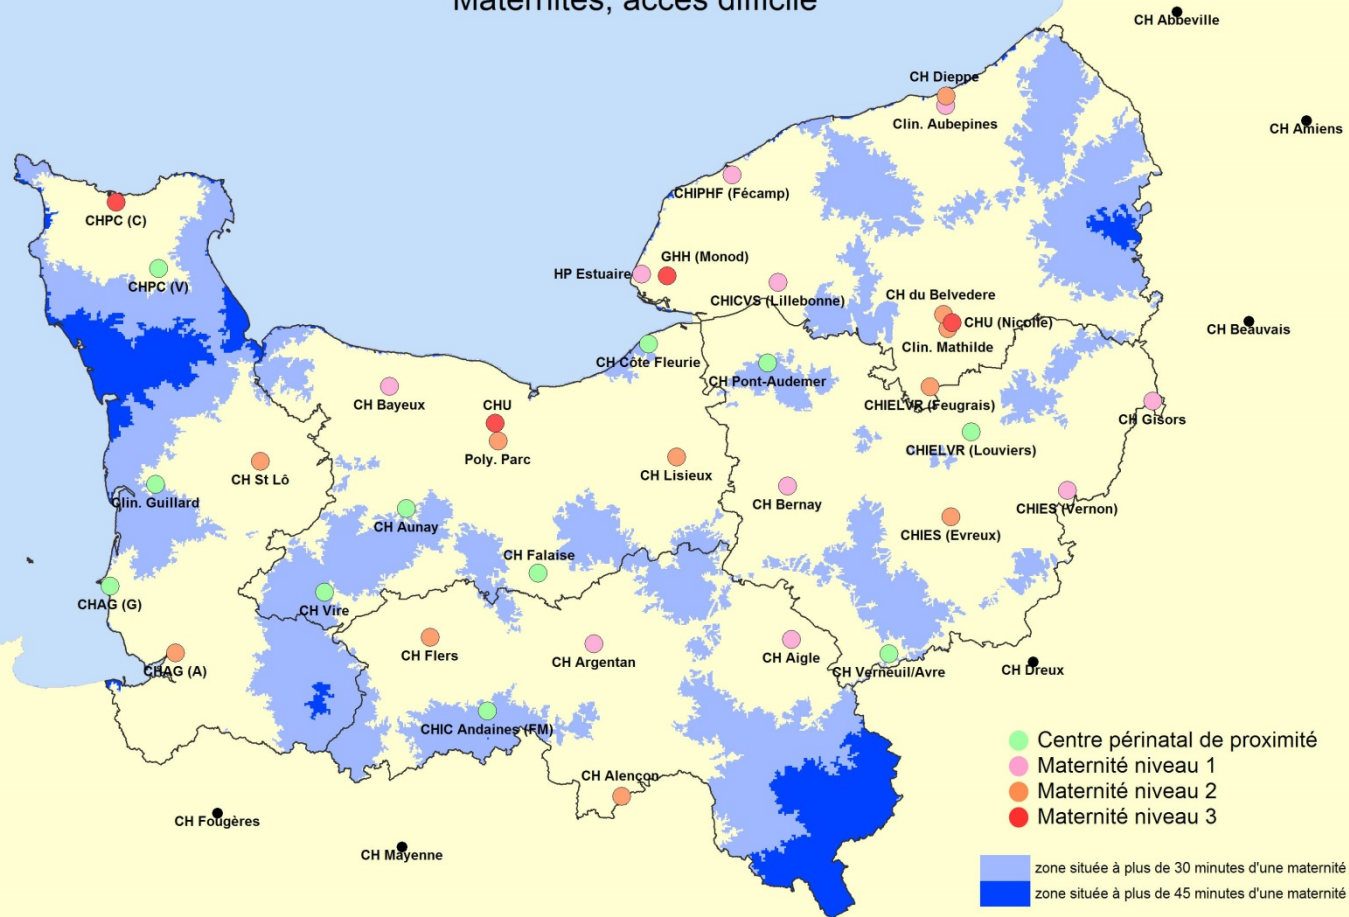 Maternités, accès difficile
CH Abbeville
CH Dieppe
Clin. Aubepines
CH Amiens
CHIPHF (Fécamp)
CHPC (C)
GHH (Monod)
HP Estuaire
CHPC (V)
CHICVS (Lillebonne)
CH du Belvedere
CHU (Nicolle)
CH Beauvais
Clin. Mathilde
CH Côte Fleurie
CH Pont-Audemer
CH Bayeux
CHU
CHIELVR (Feugrais)
CH Gisors
Poly. Parc
CHIELVR (Louviers)
CH St Lô
CH Lisieux
Clin. Guillard
CH Bernay
CHIES (Vernon)
CH Aunay
CHIES (Evreux)
CH Falaise
CHAG (G)
CH Vire
CH Flers
CH Argentan
CH Aigle
CHAG (A)
CH Verneuil/Avre
CH Dreux
CHIC Andaines (FM)
CH Alençon
CH Fougères
CH Mayenne
Centre périnatal de proximité
Maternité niveau 1
Maternité niveau 2
Maternité niveau 3
zone située à plus de 30 minutes d'une maternité
zone située à plus de 45 minutes d'une maternité